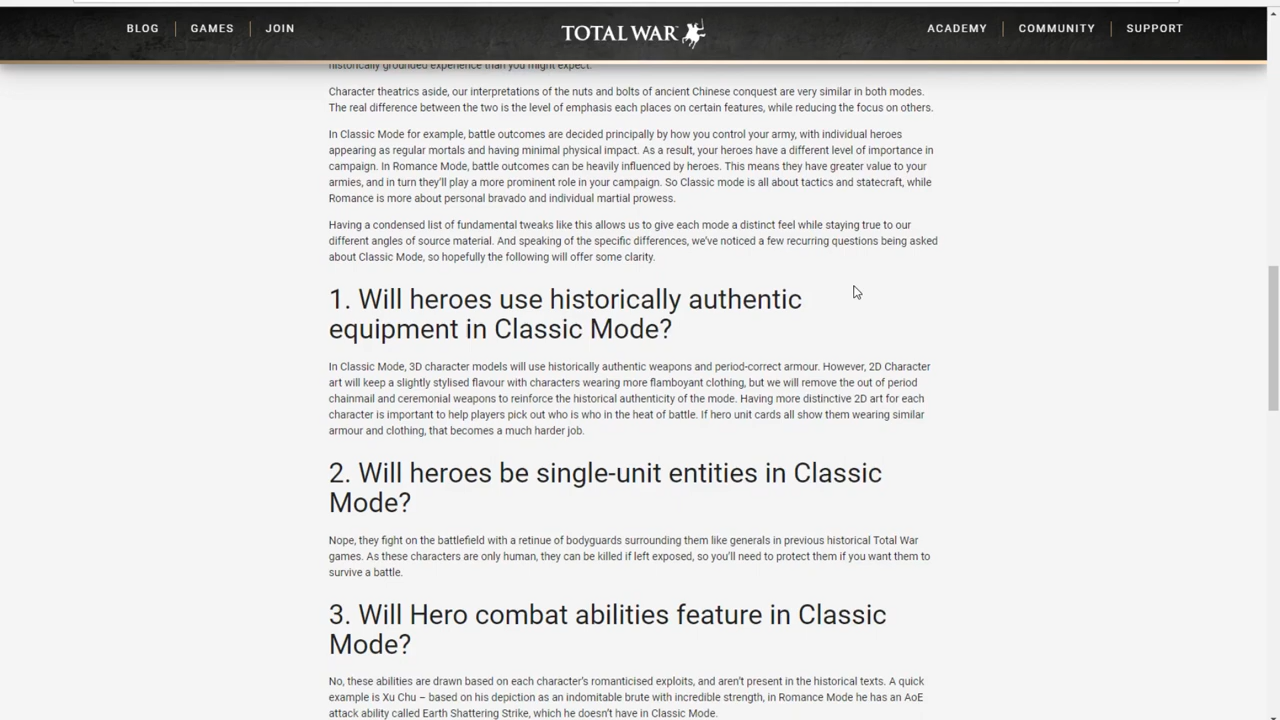 BLOG
GAMES
JOIN
TOTAL WAR
ACADEMY
COMMUNITY
SUPPORT
historically grounded experience than you might expect.
Character theatrics aside, our interpretations of the nuts and bolts of ancient Chinese conquest are very similar in both modes.
The real difference between the two is the level of emphasis each places on certain features, while reducing the focus on others.
In Classic Mode for example, battle outcomes are decided principally by how you control your army, with individual heroes
appearing as regular mortals and having minimal physical impact. As a result, your heroes have a different level of importance in
campaign. In Romance Mode, battle outcomes can be heavily influenced by heroes. This means they have greater value to your
armies, and in turn they'll play a more prominent role in your campaign. So Classic mode is all about tactics and statecraft, while
Romance is more about personal bravado and individual martial prowess.
Having a condensed list of fundamental tweaks like this allows us to give each mode a distinct feel while staying true to our
different angles of source material. And speaking of the specific differences, we've noticed a few recurring questions being asked
about Classic Mode, so hopefully the following will offer some clarity.
1. Will heroes use historically authentic
equipment in Classic Mode?
In Classic Mode, 3D character models will use historically authentic weapons and period-correct armour. However, 2D Character
art will keep a slightly stylised flavour with characters wearing more flamboyant clothing, but we will remove the out of period
chainmail and ceremonial weapons to reinforce the historical authenticity of the mode. Having more distinctive 2D art for each
character is important to help players pick out who is who in the heat of battle. If hero unit cards all show them wearing similar
armour and clothing, that becomes a much harder job.
2. Will heroes be single-unit entities in Classic
Mode?
Nope, they fight on the battlefield with a retinue of bodyguards surrounding them like generals in previous historical Total War
games. As these characters are only human, they can be killed if left exposed, so you'll need to protect them if you want them to
survive a battle.
3. Will Hero combat abilities feature in Classic
Mode?
No, these abilities are drawn based on each character's romanticised exploits, and aren't present in the historical texts. A quick
example is Xu Chu – based on his depiction as an indomitable brute with incredible strength, in Romance Mode he has an AoE
attack ability called Earth Shattering Strike, which he doesn't have in Classic Mode.